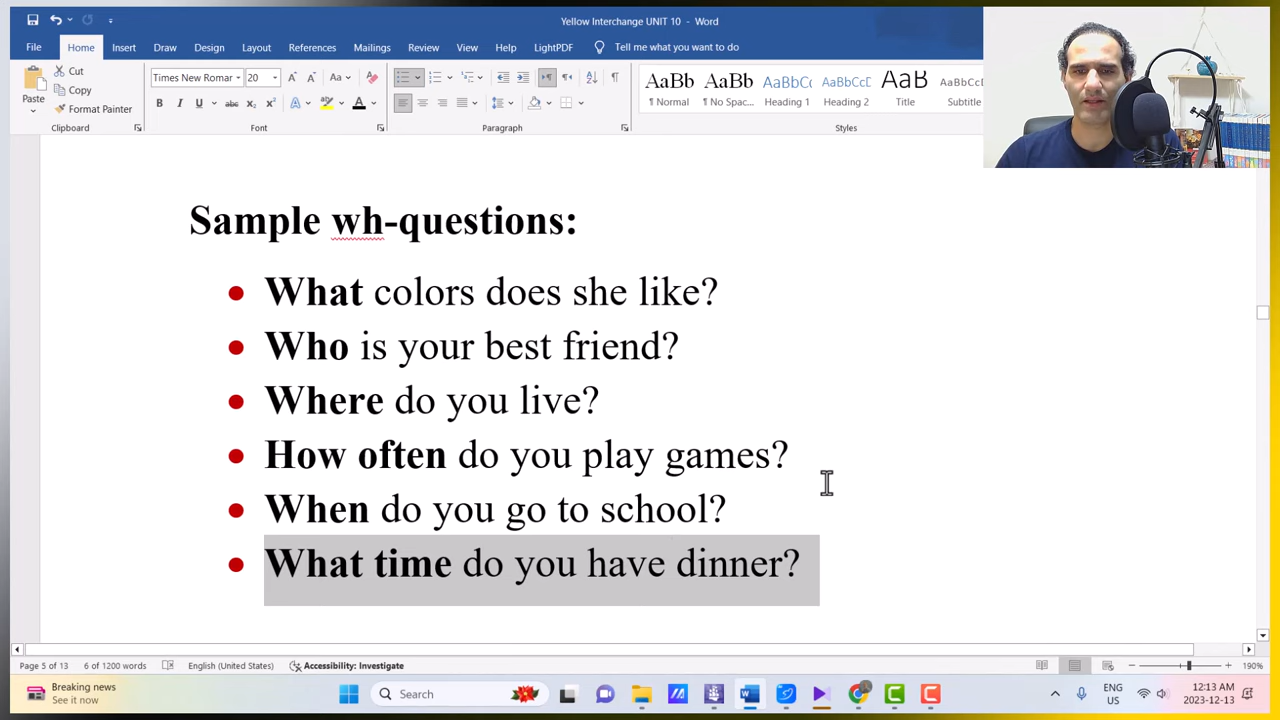 Yellow Interchange UNIT 10 - Word
File Home Insert Draw Design Layout References Mailings Review View Help LightPDF Tell me what you want to do
Paste
Cut
Copy
Format Painter
Clipboard
Times New Romar 20
Font
Paragraph
AaBb AaBb AaBbCc AaBbCcD AaB AaBbCcD
¶ Normal ¶ No Spac... Heading 1 Heading 2 Title Subtitle
Styles
Sample wh-questions:
What colors does she like?
Who is your best friend?
Where do you live?
How often do you play games?
When do you go to school?
What time do you have dinner?
Page 5 of 13 6 of 1200 words English (United States) Accessibility: Investigate 190%
Breaking news
See it now
Search
ENG
US
12:13 AM
2023-12-13